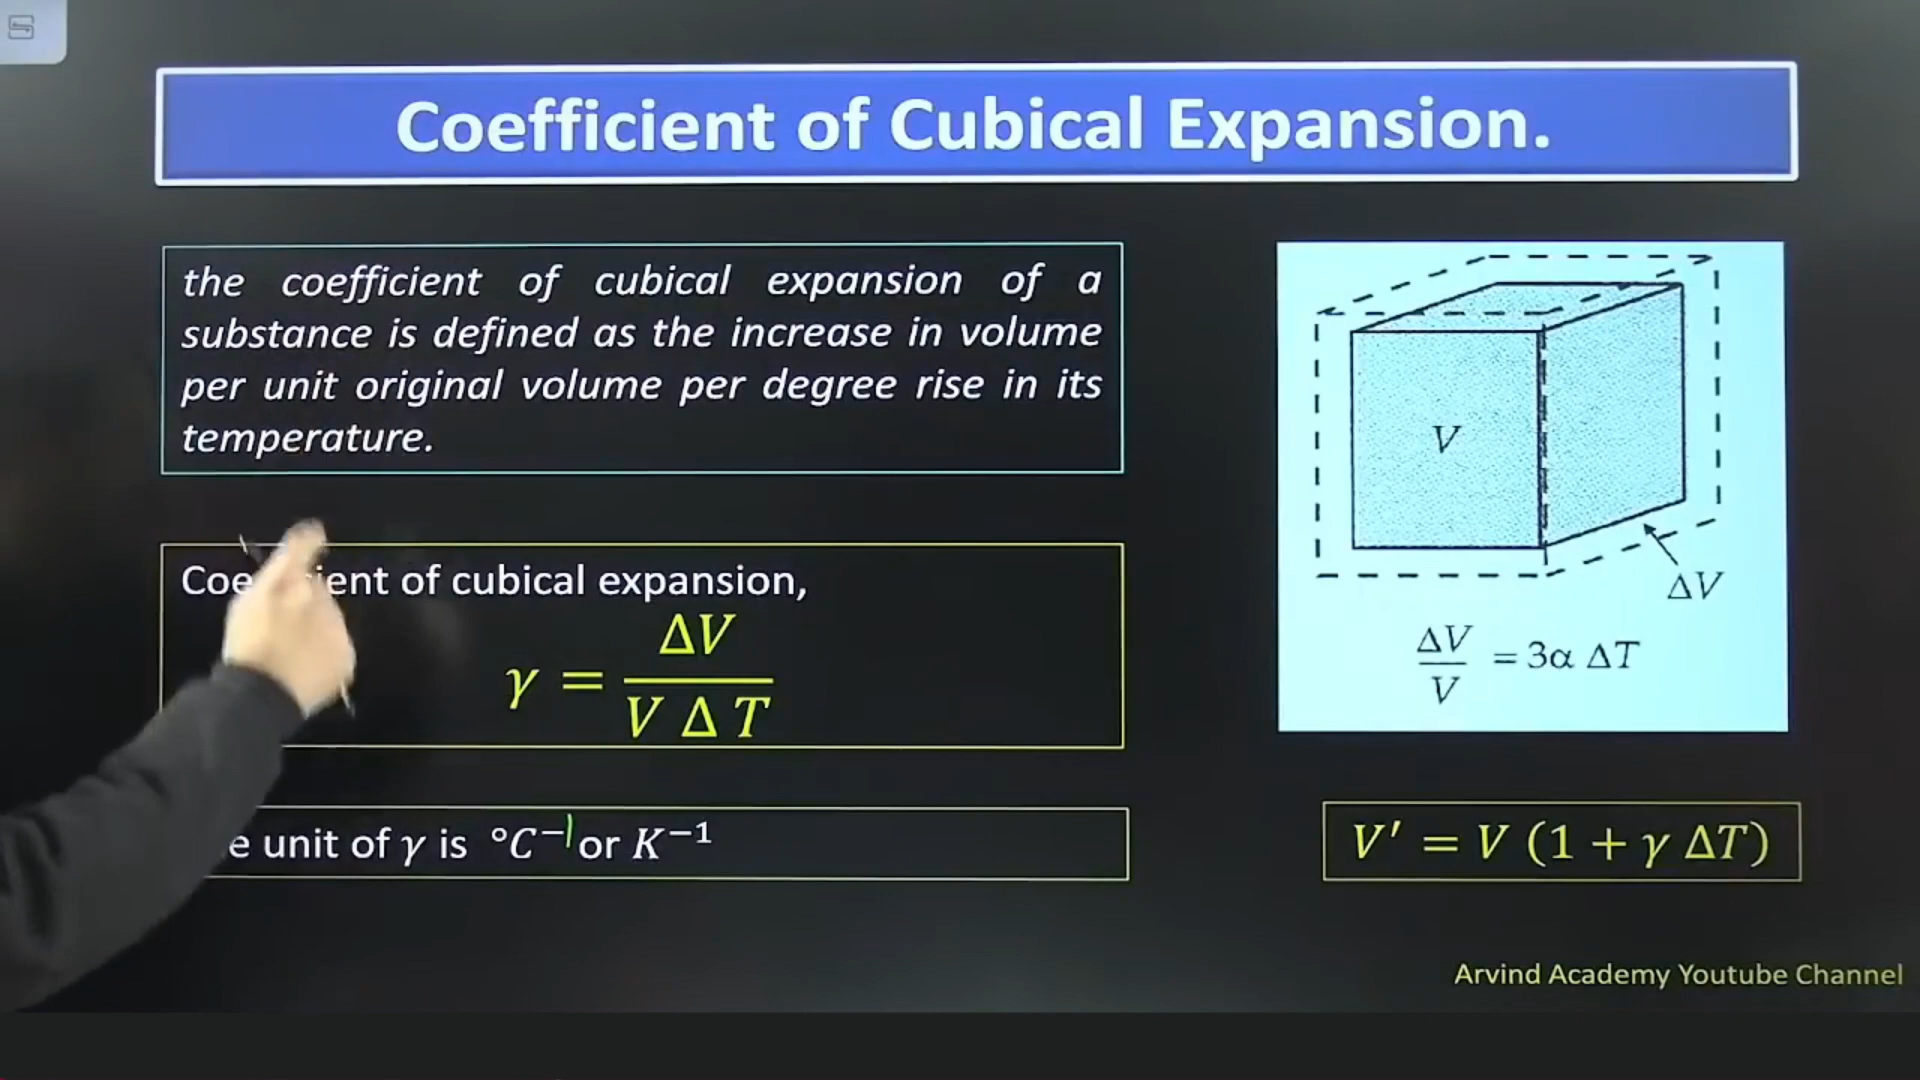 Coefficient of Cubical Expansion.
the coefficient of cubical expansion of a
substance is defined as the increase in volume
per unit original volume per degree rise in its
temperature.
of cubical expansion,
γ = ΔV / V Δ T
unit of γ is °C⁻¹ or K⁻¹
V
ΔV
ΔV / V = 3α ΔT
V′ = V (1 + γ ΔT)
Arvind Academy Youtube Channel